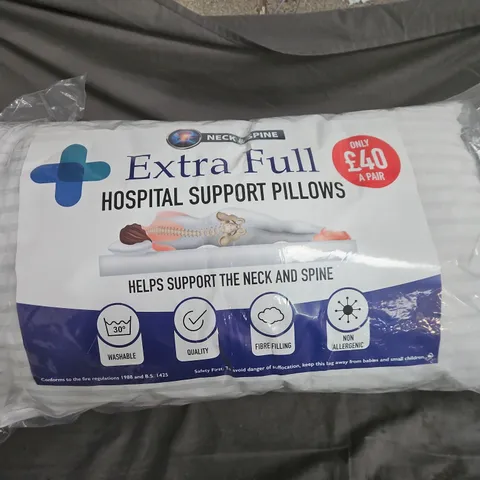 NECK & SPINE
Extra Full
ONLY
£40
A PAIR
HOSPITAL SUPPORT PILLOWS
HELPS SUPPORT THE NECK AND SPINE
30°
WASHABLE
QUALITY
FIBRE FILLING
NON
ALLERGENIC
Conforms to the fire regulations 1988 and B.S. 1425
Safety First: To avoid danger of suffocation, keep this bag away from babies and small children.